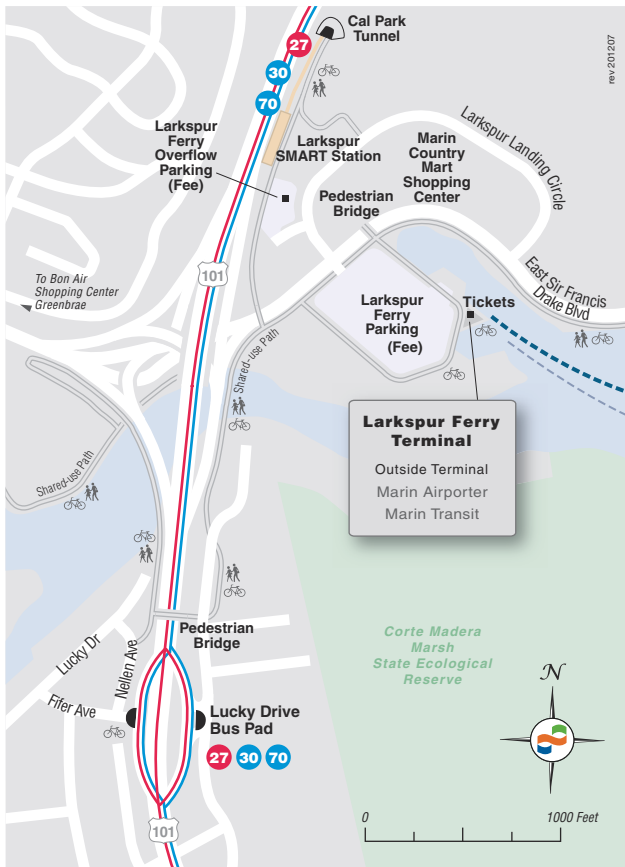 Cal Park
Tunnel
rev 201207
27
30
70
Larkspur
Ferry
Overflow
Parking
(Fee)
Larkspur
SMART Station
Marin
Country
Mart
Shopping
Center
Larkspur Landing Circle
Pedestrian
Bridge
101
To Bon Air
Shopping Center
Greenbrae
East Sir Francis
Drake Blvd
Larkspur
Ferry
Parking
(Fee)
Tickets
Shared-use Path
Larkspur Ferry
Terminal
Outside Terminal
Marin Airporter
Marin Transit
Shared-use Path
Pedestrian
Bridge
Lucky Dr
Nellen Ave
Fifer Ave
Corte Madera
Marsh
State Ecological
Reserve
N
Lucky Drive
Bus Pad
27 30 70
101
0 1000 Feet